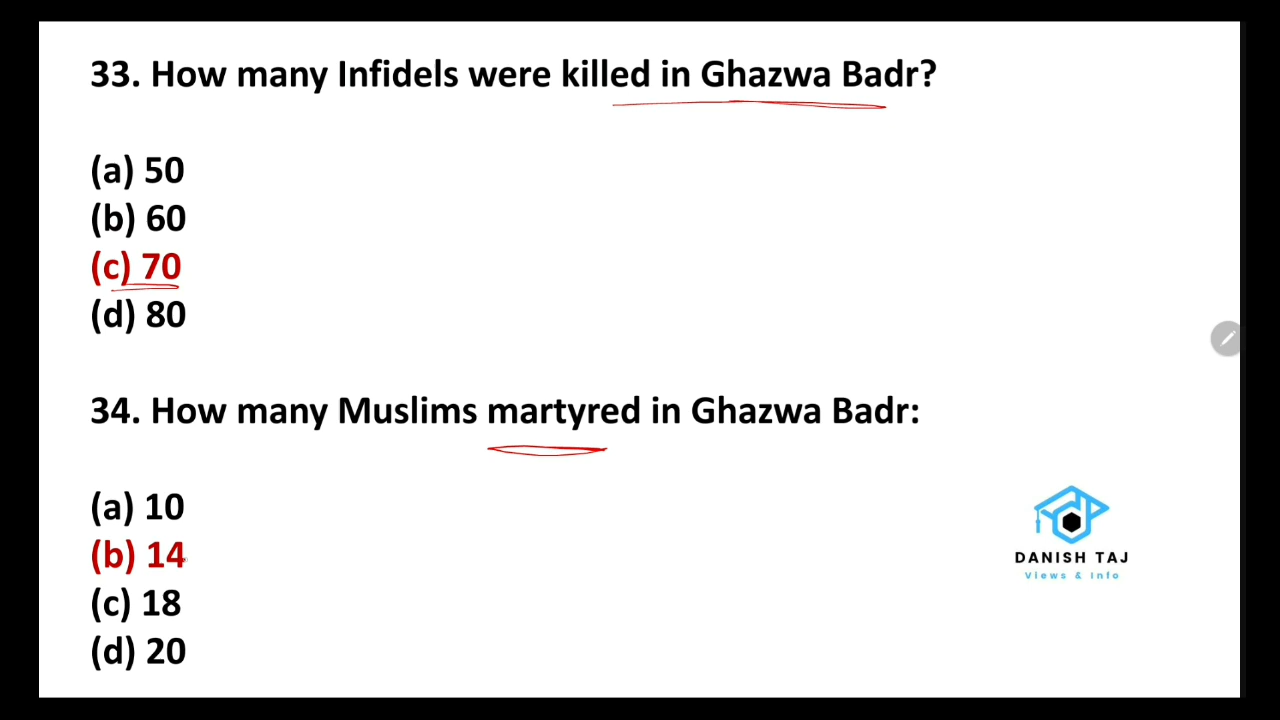 33. How many Infidels were killed in Ghazwa Badr?
(a) 50
(b) 60
(c) 70
(d) 80
34. How many Muslims martyred in Ghazwa Badr:
(a) 10
(b) 14
(c) 18
(d) 20
DANISH TAJ
Views & Info